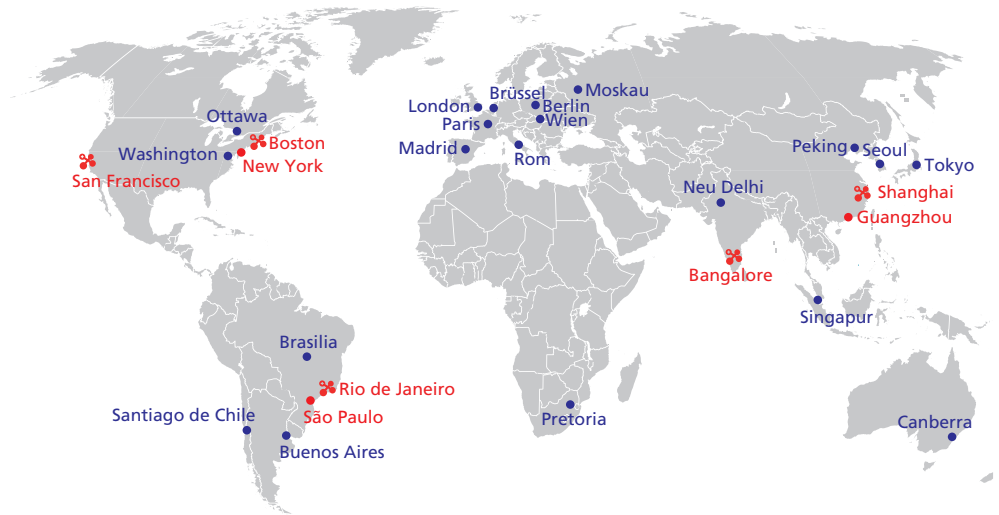 Ottawa
Boston
Washington
New York
San Francisco
London
Brüssel
Moskau
Berlin
Paris
Wien
Madrid
Rom
Peking
Seoul
Tokyo
Neu Delhi
Shanghai
Guangzhou
Bangalore
Singapur
Brasilia
Rio de Janeiro
São Paulo
Santiago de Chile
Buenos Aires
Pretoria
Canberra